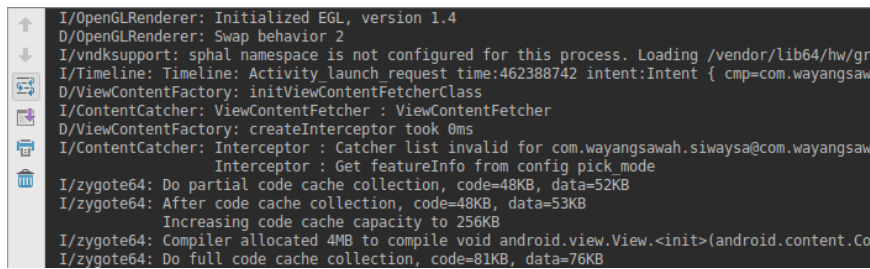 I/OpenGLRenderer: Initialized EGL, version 1.4
D/OpenGLRenderer: Swap behavior 2
I/vndksupport: sphal namespace is not configured for this process. Loading /vendor/lib64/hw/gr
I/Timeline: Timeline: Activity_launch_request time:462388742 intent:Intent { cmp=com.wayangsaw
D/ViewContentFactory: initViewContentFetcherClass
I/ContentCatcher: ViewContentFetcher : ViewContentFetcher
D/ViewContentFactory: createInterceptor took 0ms
I/ContentCatcher: Interceptor : Catcher list invalid for com.wayangsawah.siwaysa@com.wayangsaw
Interceptor : Get featureInfo from config pick_mode
I/zygote64: Do partial code cache collection, code=48KB, data=52KB
I/zygote64: After code cache collection, code=48KB, data=53KB
Increasing code cache capacity to 256KB
I/zygote64: Compiler allocated 4MB to compile void android.view.View.<init>(android.content.Co
I/zygote64: Do full code cache collection, code=81KB, data=76KB